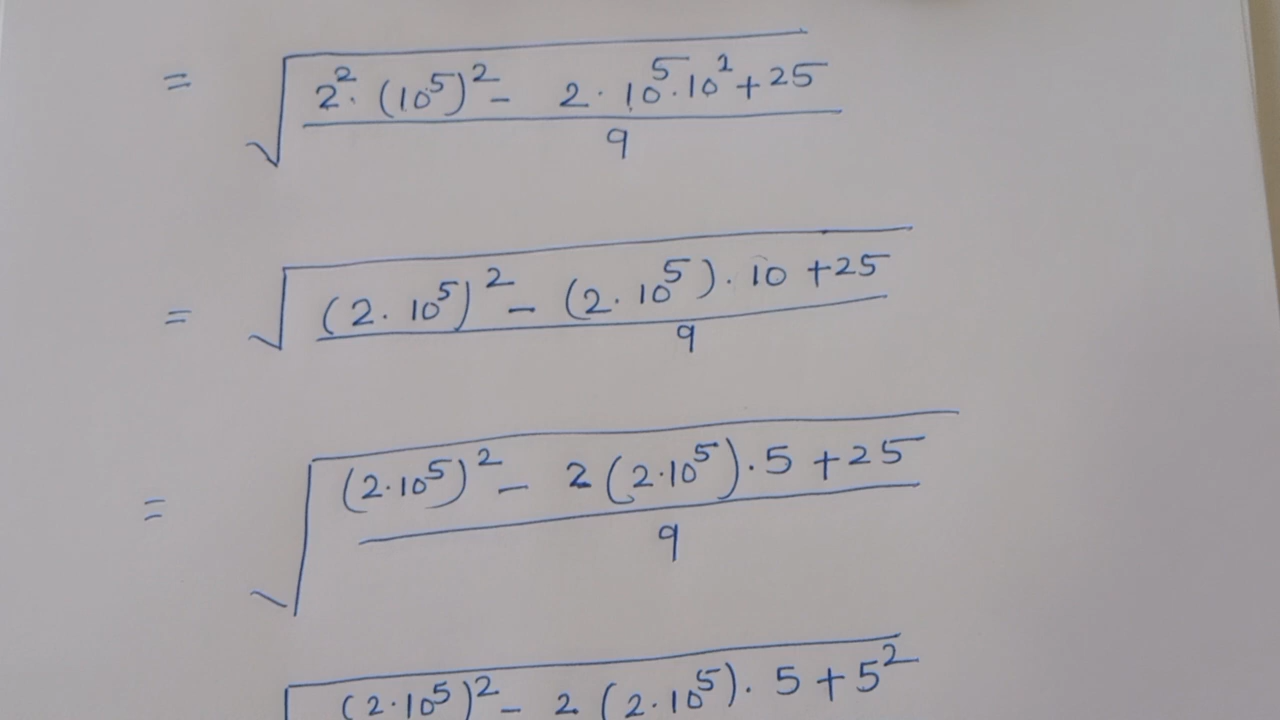 = √((2²·(10⁵)² - 2·10⁵·10¹+25)/9)
= √(((2·10⁵)² - (2·10⁵)·10+25)/9)
= √(((2·10⁵)² - 2(2·10⁵)·5+25)/9)
√((2·10⁵)² - 2(2·10⁵)·5+5²